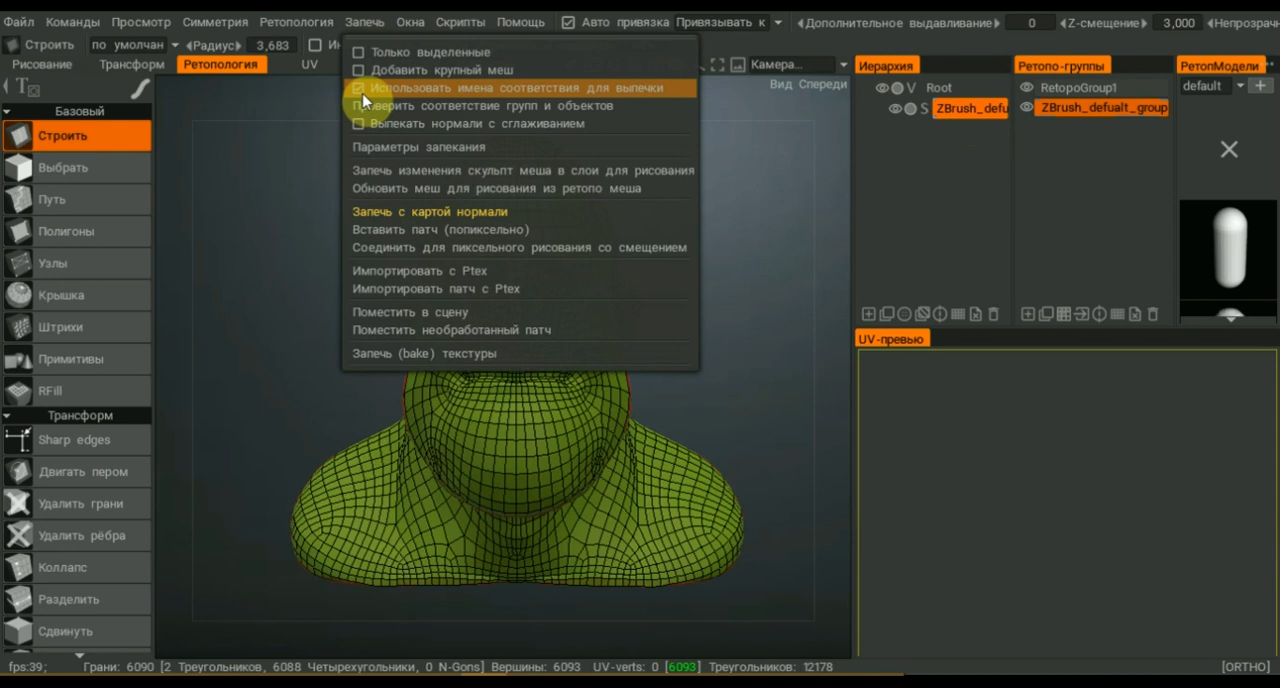 Файл Команды Просмотр Симметрия Ретопология Запечь Окна Скрипты Помощь Авто привязка Привязывать к Дополнительное выдавливание 0 Z-смещение 3,000 Непрозрачн
Строить по умолчан Радиус 3,683 Ин
Рисование Трансформ Ретопология UV Камера...
Вид Спереди
Базовый
Строить
Выбрать
Путь
Полигоны
Узлы
Крышка
Штрихи
Примитивы
RFill
Трансформ
Sharp edges
Двигать пером
Удалить грани
Удалить рёбра
Коллапс
Разделить
Сдвинуть
Только выделенные
Добавить крупный меш
Использовать имена соответствия для выпечки
верить соответствие групп и объектов
Выпекать нормали с сглаживанием
Параметры запекания
Запечь изменения скульпт меша в слои для рисования
Обновить меш для рисования из ретопо меша
Запечь с картой нормали
Вставить патч (попиксельно)
Соединить для пиксельного рисования со смещением
Импортировать с Ptex
Импортировать патч с Ptex
Поместить в сцену
Поместить необработанный патч
Запечь (bake) текстуры
Иерархия
V Root
S ZBrush_defu
Ретопо-группы
RetopoGroup1
ZBrush_defualt_group
РетопМодели
default
UV-превью
fps:39; Грани: 6090 [2 Треугольников, 6088 Четырехугольники, 0 N-Gons] Вершины: 6093 UV-verts: 0 [6093] Треугольников: 12178 [ORTHO]